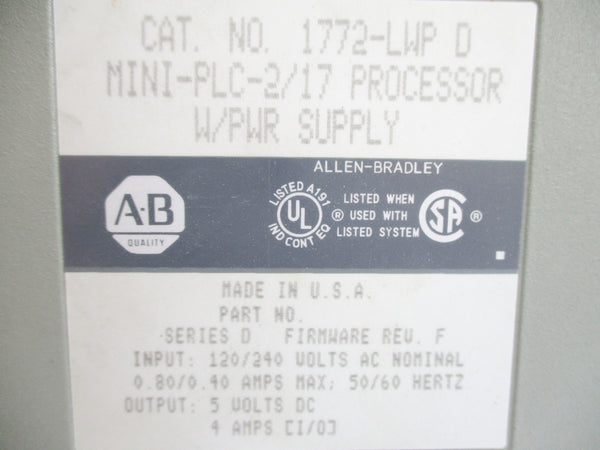 CAT. NO. 1772-LWP D
MINI-PLC-2/17 PROCESSOR
W/PWR SUPPLY
ALLEN-BRADLEY
A-B
QUALITY
LISTED A191
UL
IND CONT EQ
®
LISTED WHEN
USED WITH
LISTED SYSTEM
SA
®
MADE IN U.S.A.
PART NO.
SERIES D FIRMWARE REV. F
INPUT: 120/240 VOLTS AC NOMINAL
0.80/0.40 AMPS MAX; 50/60 HERTZ
OUTPUT: 5 VOLTS DC
4 AMPS [I/O]